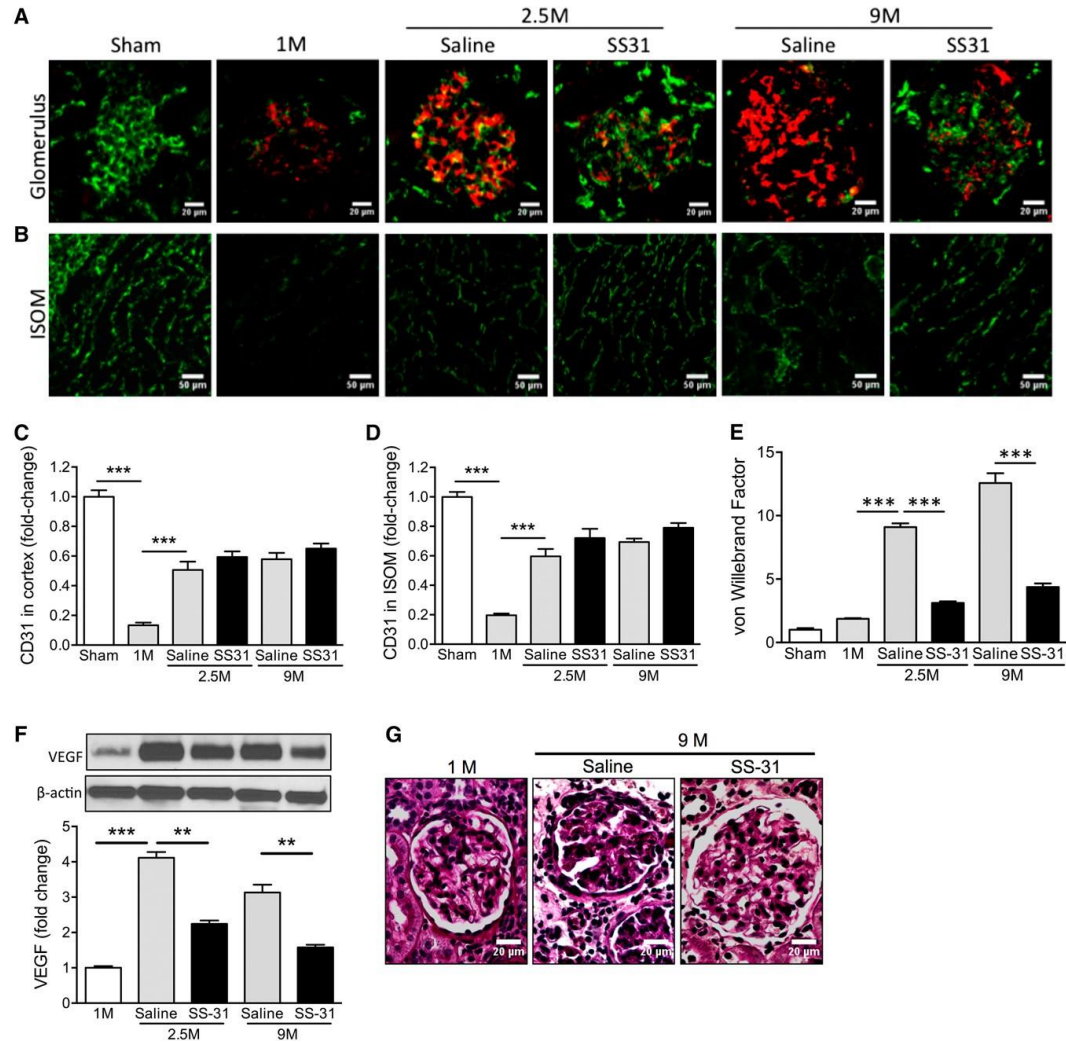 A
2.5M
9M
Sham
1M
Saline
SS31
Saline
SS31
Glomerulus
20 µm
20 µm
20 µm
20 µm
20 µm
20 µm
B
ISOM
50 µm
50 µm
50 µm
50 µm
50 µm
50 µm
C
CD31 in cortex (fold-change)
1.2
1.0
0.8
0.6
0.4
0.2
0.0
***
***
Sham 1M Saline SS31 Saline SS31
2.5M 9M
D
CD31 in ISOM (fold-change)
1.2
1.0
0.8
0.6
0.4
0.2
0.0
***
***
Sham 1M Saline SS31 Saline SS31
2.5M 9M
E
von Willebrand Factor
15
10
5
0
*** *** ***
Sham 1M Saline SS-31 Saline SS-31
2.5M 9M
F
VEGF
β-actin
VEGF (fold change)
5
4
3
2
1
0
*** ** **
1M Saline SS-31 Saline SS-31
2.5M 9M
G
9 M
1 M Saline SS-31
20 µm
20 µm
20 µm